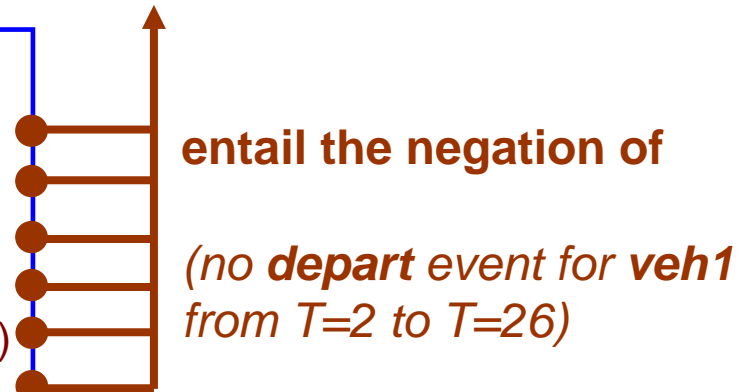 entail the negation of
(no depart event for veh1
from T=2 to T=26)
)